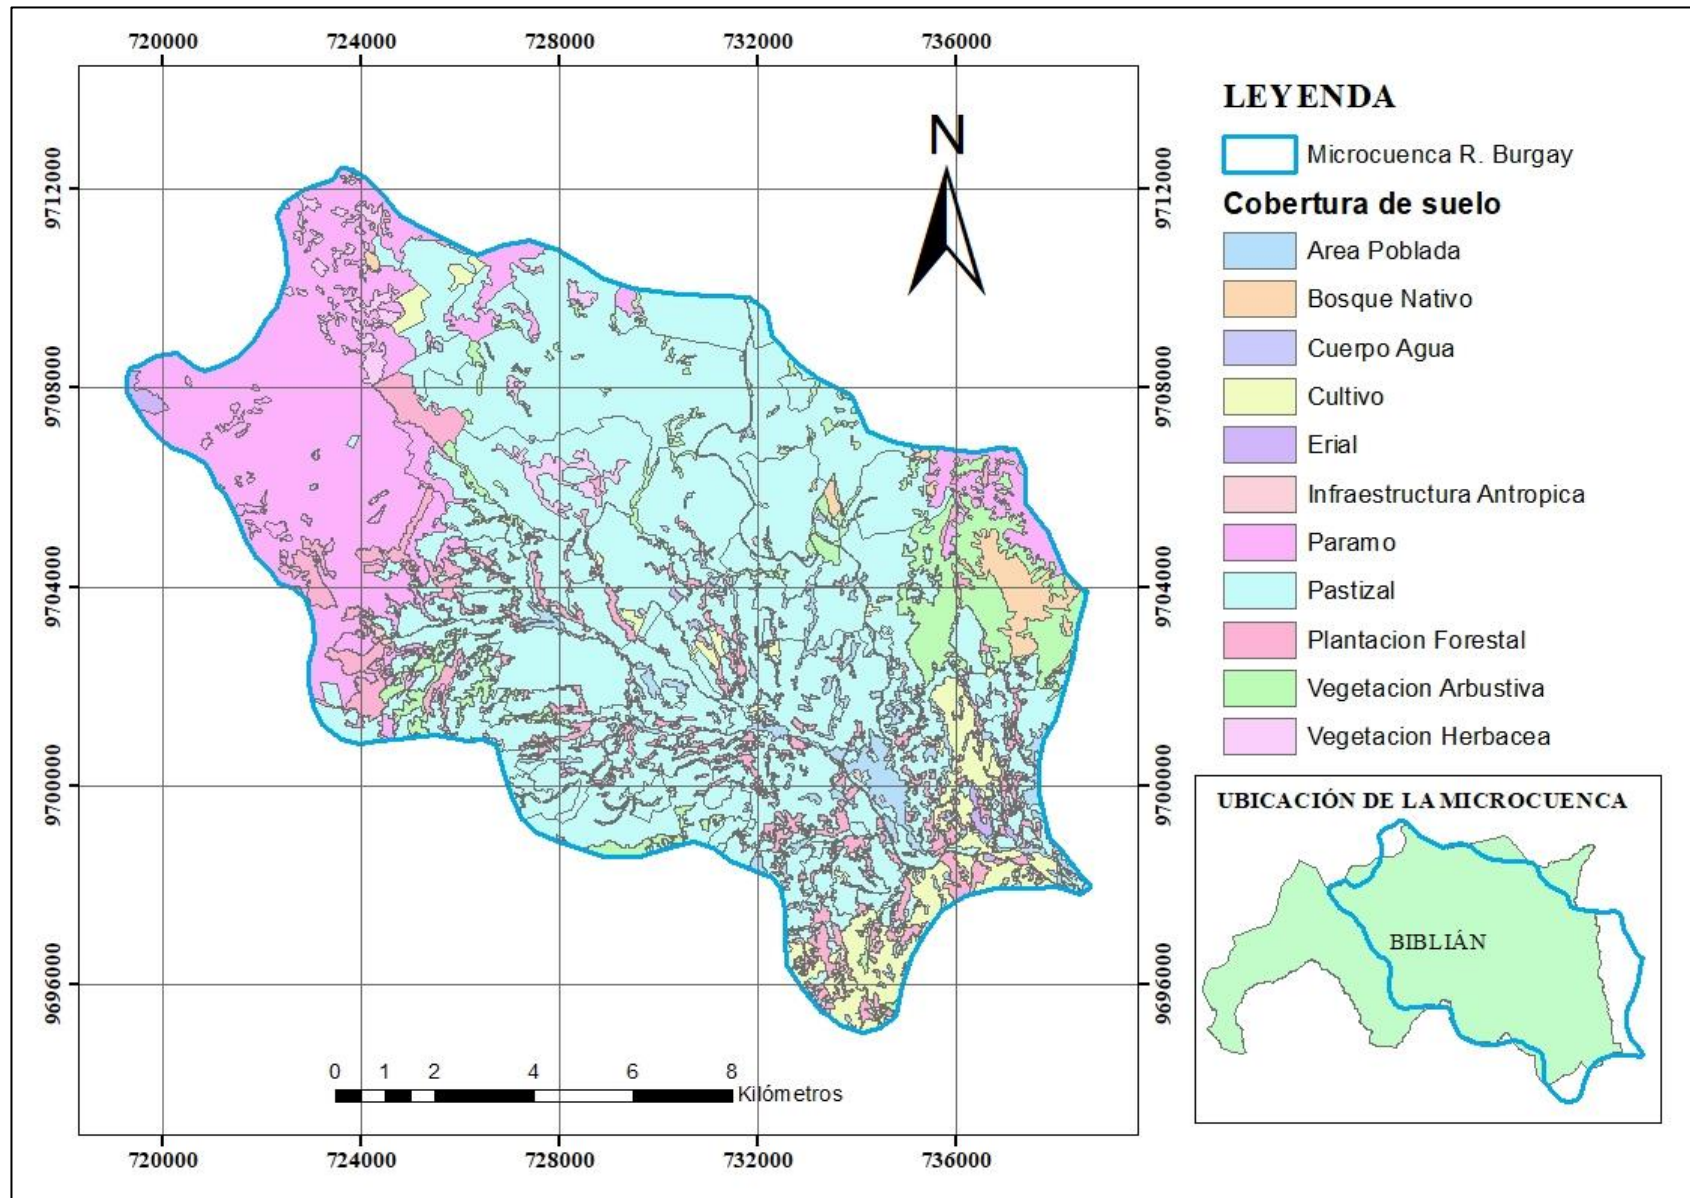 720000 724000 728000 732000 736000
9712000
9708000
9704000
9700000
9696000
N
9712000
9708000
9704000
9700000
9696000
0 1 2 4 6 8
Kilómetros
720000 724000 728000 732000 736000
LEYENDA
Microcuenca R. Burgay
Cobertura de suelo
Area Poblada
Bosque Nativo
Cuerpo Agua
Cultivo
Erial
Infraestructura Antropica
Paramo
Pastizal
Plantacion Forestal
Vegetacion Arbustiva
Vegetacion Herbacea
UBICACIÓN DE LA MICROCUENCA
BIBLIÁN